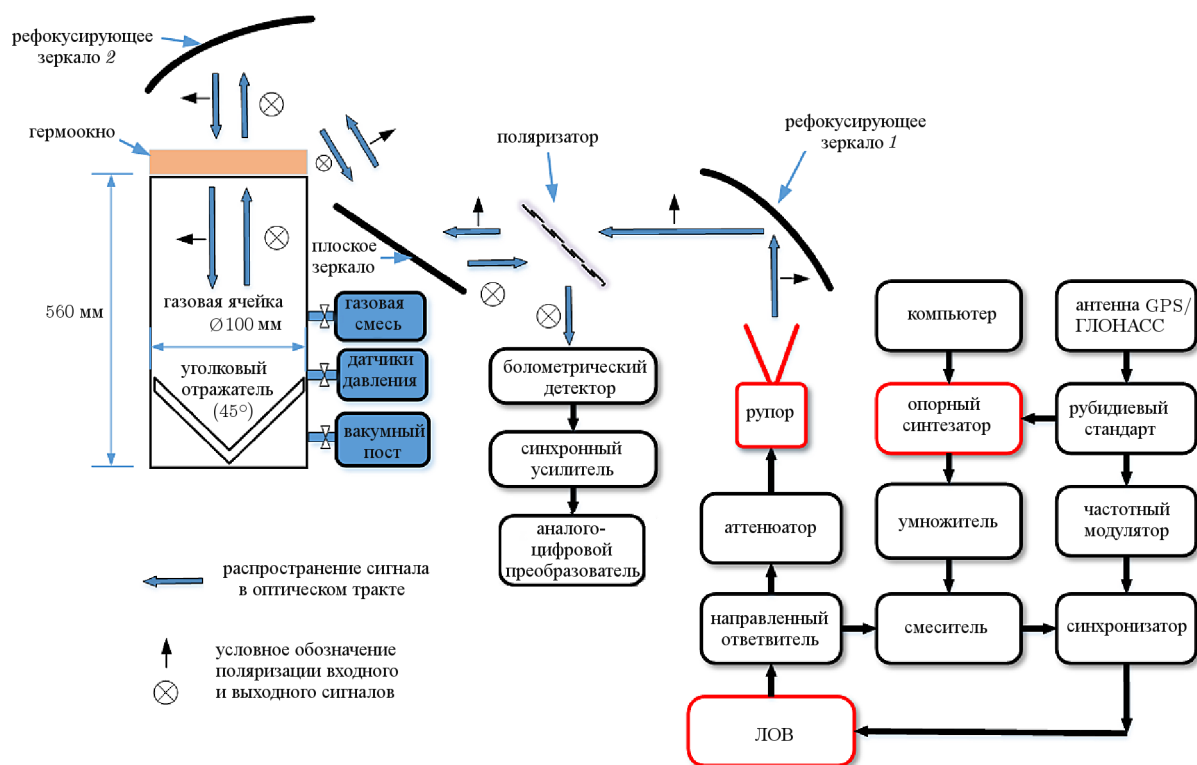 рефокусирующее
зеркало 2
гермоокно
поляризатор
рефокусирующее
зеркало 1
плоское
зеркало
газовая ячейка
Ø100 мм
560 мм
уголковый
отражатель
(45°)
газовая
смесь
датчики
давления
вакумный
пост
болометрический
детектор
синхронный
усилитель
аналого-
цифровой
преобразователь
рупор
аттенюатор
направленный
ответвитель
ЛОВ
компьютер
опорный
синтезатор
умножитель
смеситель
антенна GPS/
ГЛОНАСС
рубидиевый
стандарт
частотный
модулятор
синхронизатор
распространение сигнала
в оптическом тракте
условное обозначение
поляризации входного
и выходного сигналов